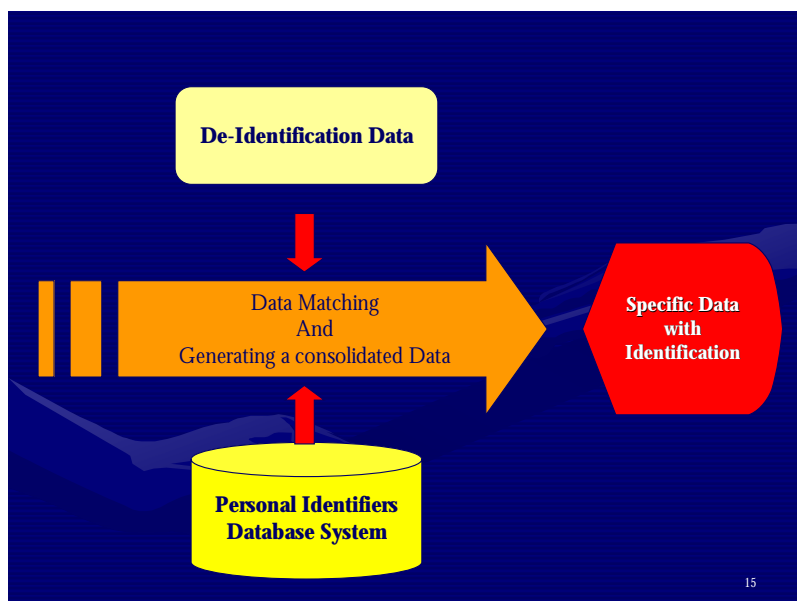 De-Identification Data
Data Matching
And
Generating a consolidated Data
Specific Data
with
Identification
Personal Identifiers
Database System
15